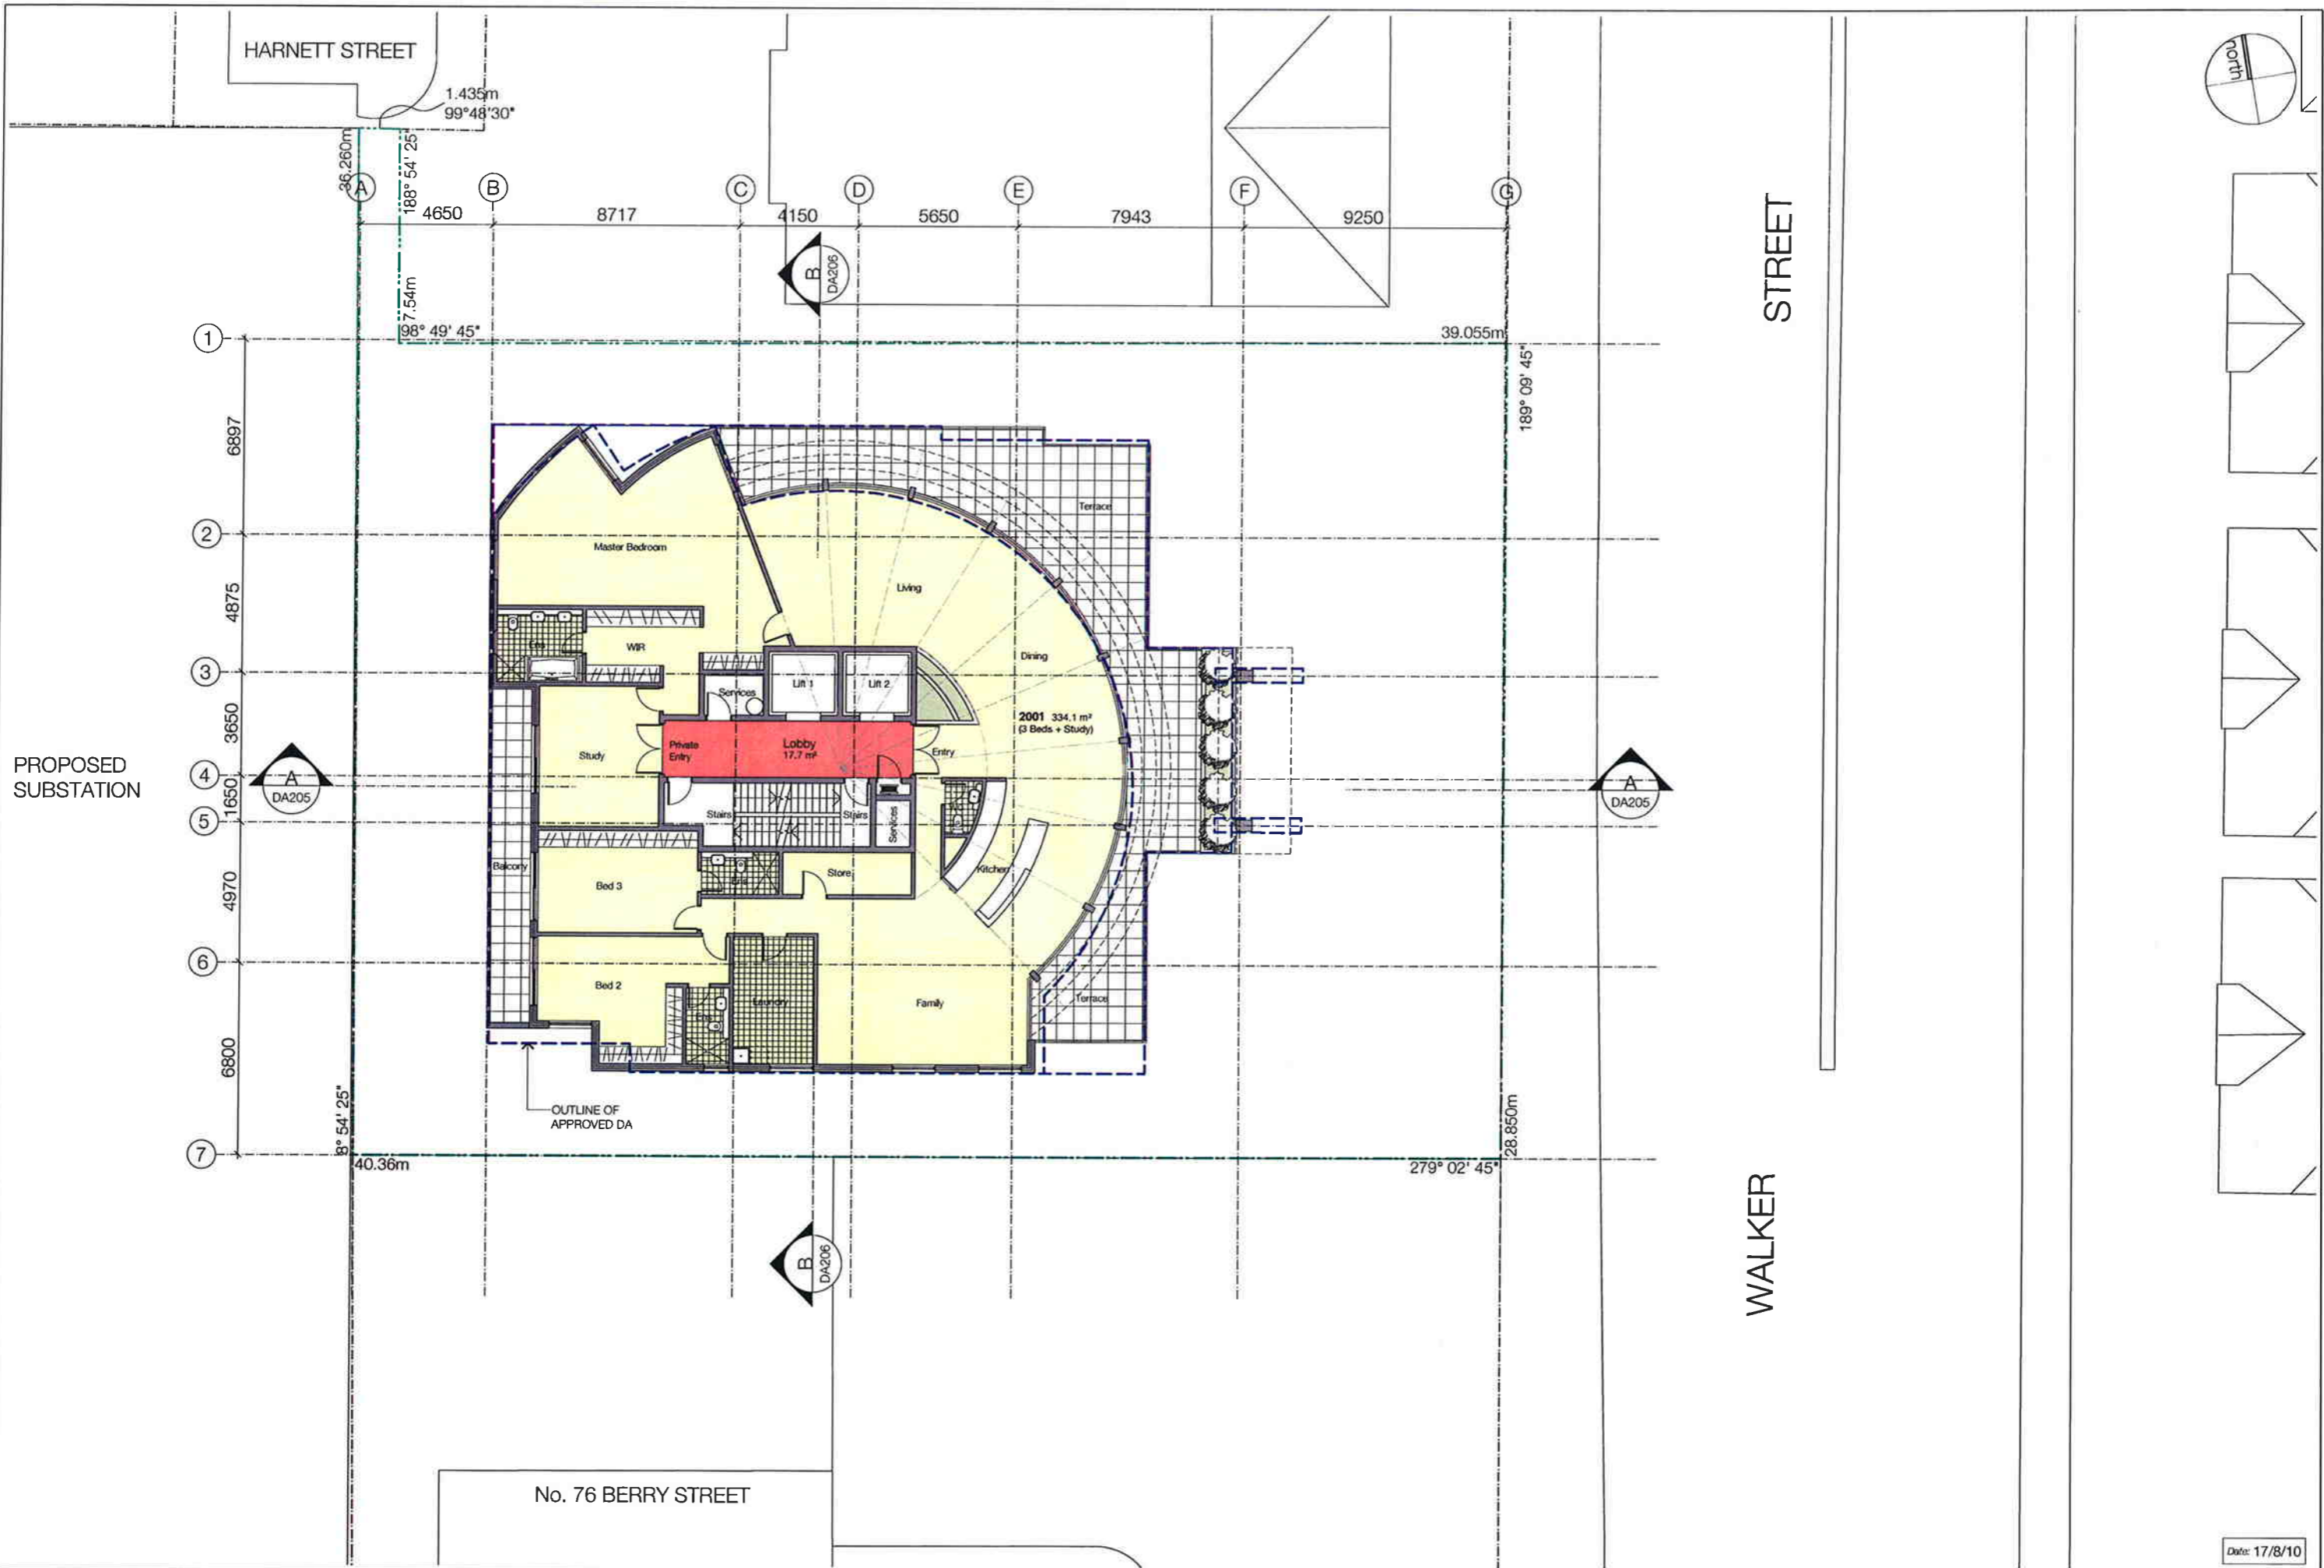 HARNETT STREET
1.435m
99°48'30"
north
36.260m
188° 54' 25"
A
B
C
D
E
F
G
4650
8717
4150
5650
7943
9250
B
DA206
STREET
7.54m
98° 49' 45"
39.055m
189° 09' 45"
1
2
3
4
5
6
7
6897
4875
3650
1650
4970
6800
Terrace
Master Bedroom
Living
Ens
WIR
Dining
Lift 1
Lift 2
Services
2001 334.1 m²
(3 Beds + Study)
Private
Entry
Lobby
17.7 m²
Entry
Study
PROPOSED
SUBSTATION
A
DA205
A
DA205
Stairs
Stairs
Services
Balcony
Bed 3
Ens
Store
Kitchen
Bed 2
Ens
Laundry
Family
Terrace
OUTLINE OF
APPROVED DA
8° 54' 25"
40.36m
28.850m
279° 02' 45"
B
DA206
WALKER
No. 76 BERRY STREET
Date: 17/8/10